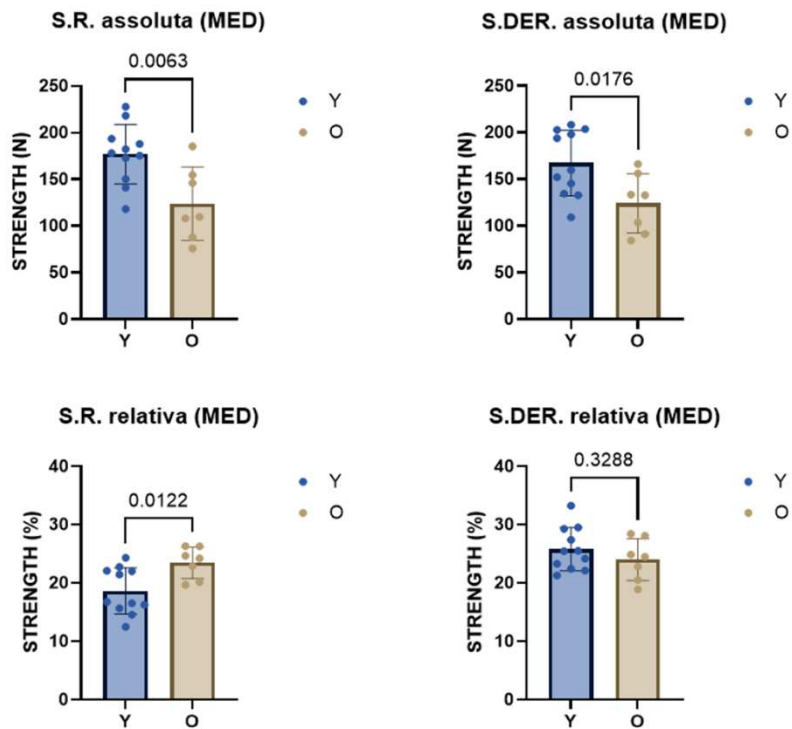 S.R. assoluta (MED)
0.0063
250
200
150
100
50
0
STRENGTH (N)
Y
O
Y
O
S.DER. assoluta (MED)
0.0176
250
200
150
100
50
0
STRENGTH (N)
Y
O
Y
O
S.R. relativa (MED)
0.0122
40
30
20
10
0
STRENGTH (%)
Y
O
Y
O
S.DER. relativa (MED)
0.3288
40
30
20
10
0
STRENGTH (%)
Y
O
Y
O